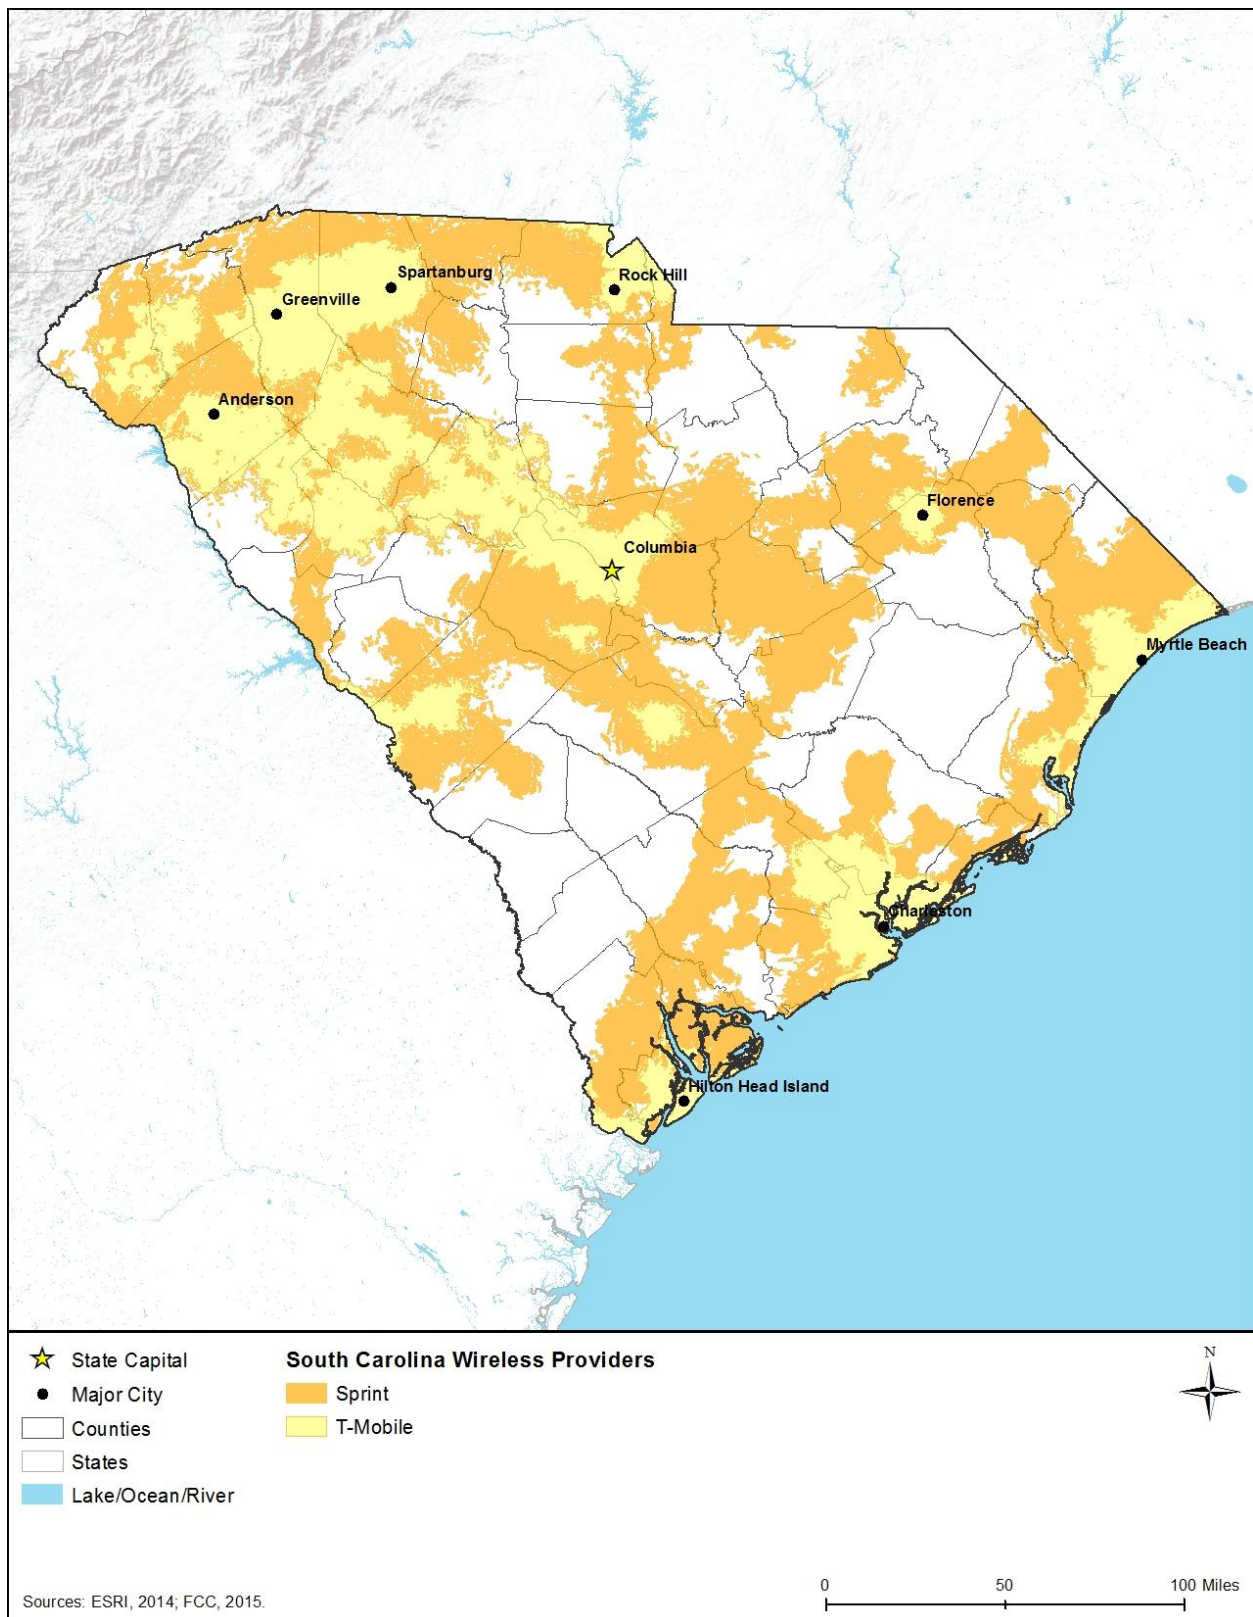 Spartanburg
Rock Hill
Greenville
Anderson
Florence
Columbia
Myrtle Beach
Charleston
Hilton Head Island
State Capital
Major City
Counties
States
Lake/Ocean/River
South Carolina Wireless Providers
Sprint
T-Mobile
N
Sources: ESRI, 2014; FCC, 2015.
0 50 100 Miles